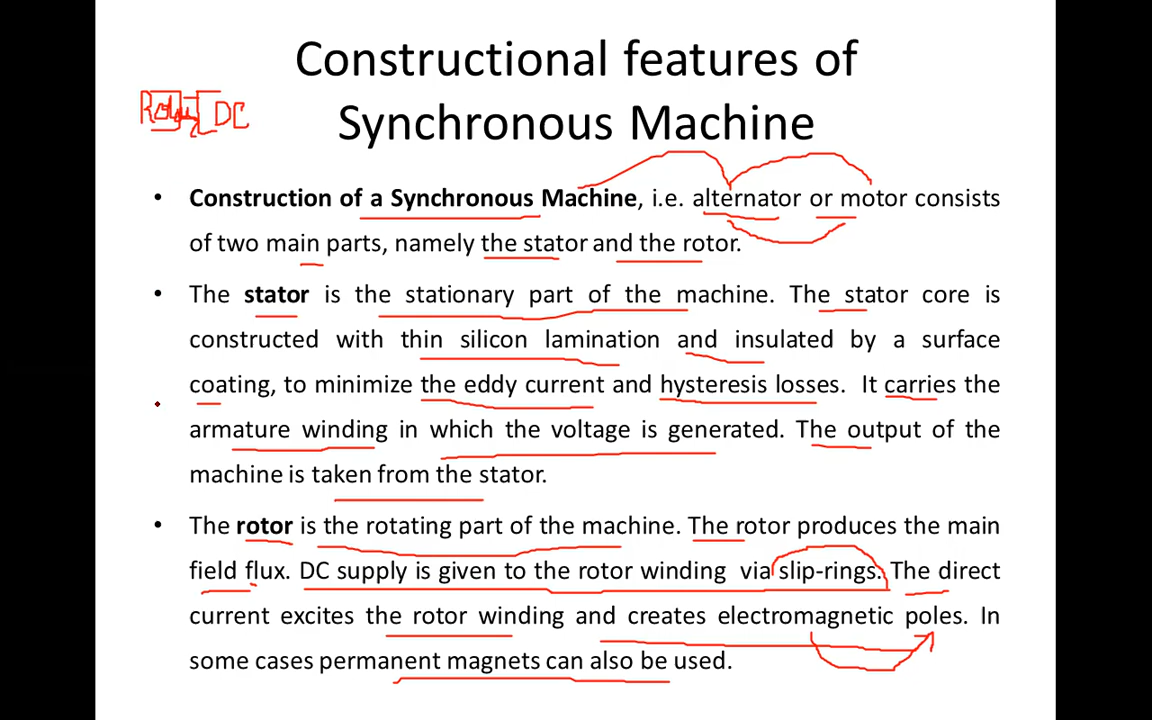 Constructional features of
Synchronous Machine
DC
• Construction of a Synchronous Machine, i.e. alternator or motor consists
of two main parts, namely the stator and the rotor.
• The stator is the stationary part of the machine. The stator core is
constructed with thin silicon lamination and insulated by a surface
coating, to minimize the eddy current and hysteresis losses. It carries the
armature winding in which the voltage is generated. The output of the
machine is taken from the stator.
• The rotor is the rotating part of the machine. The rotor produces the main
field flux. DC supply is given to the rotor winding via slip-rings. The direct
current excites the rotor winding and creates electromagnetic poles. In
some cases permanent magnets can also be used.